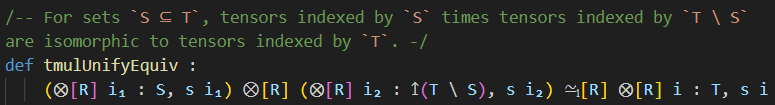 /-- For sets `S ⊆ T`, tensors indexed by `S` times tensors indexed by `T \ S`
are isomorphic to tensors indexed by `T`. -/
def tmulUnifyEquiv :
(⨂[R] i₁ : S, s i₁) ⊗[R] (⨂[R] i₂ : ↑(T \ S), s i₂) ≃ₗ[R] ⨂[R] i : T, s i